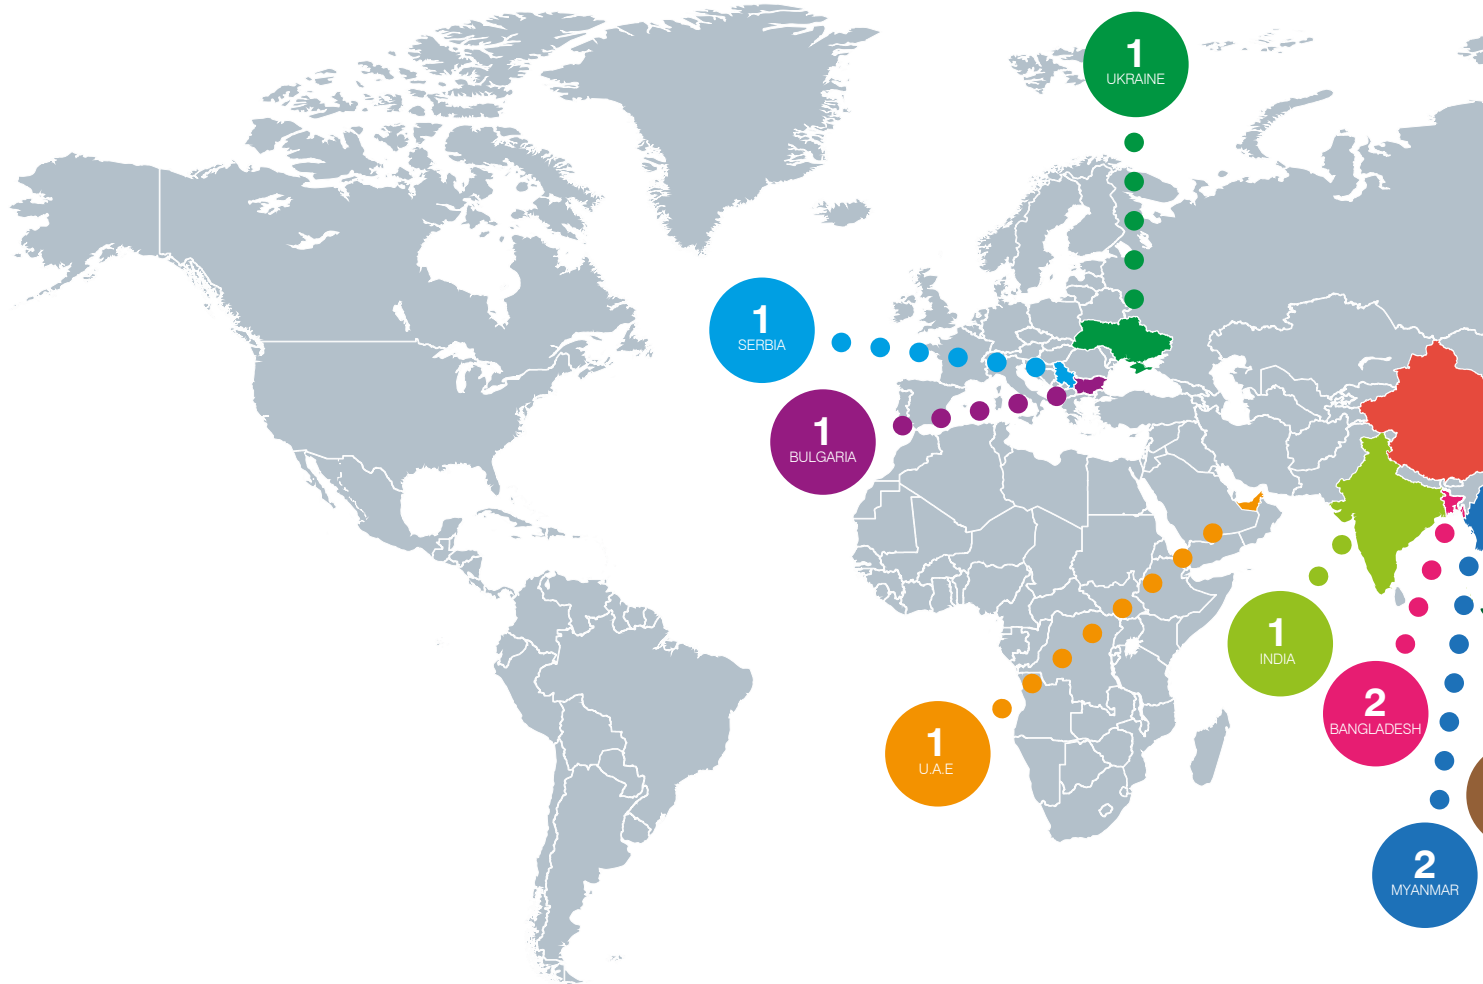 1
UKRAINE
1
SERBIA
1
BULGARIA
1
INDIA
2
BANGLADESH
1
U.A.E
2
MYANMAR